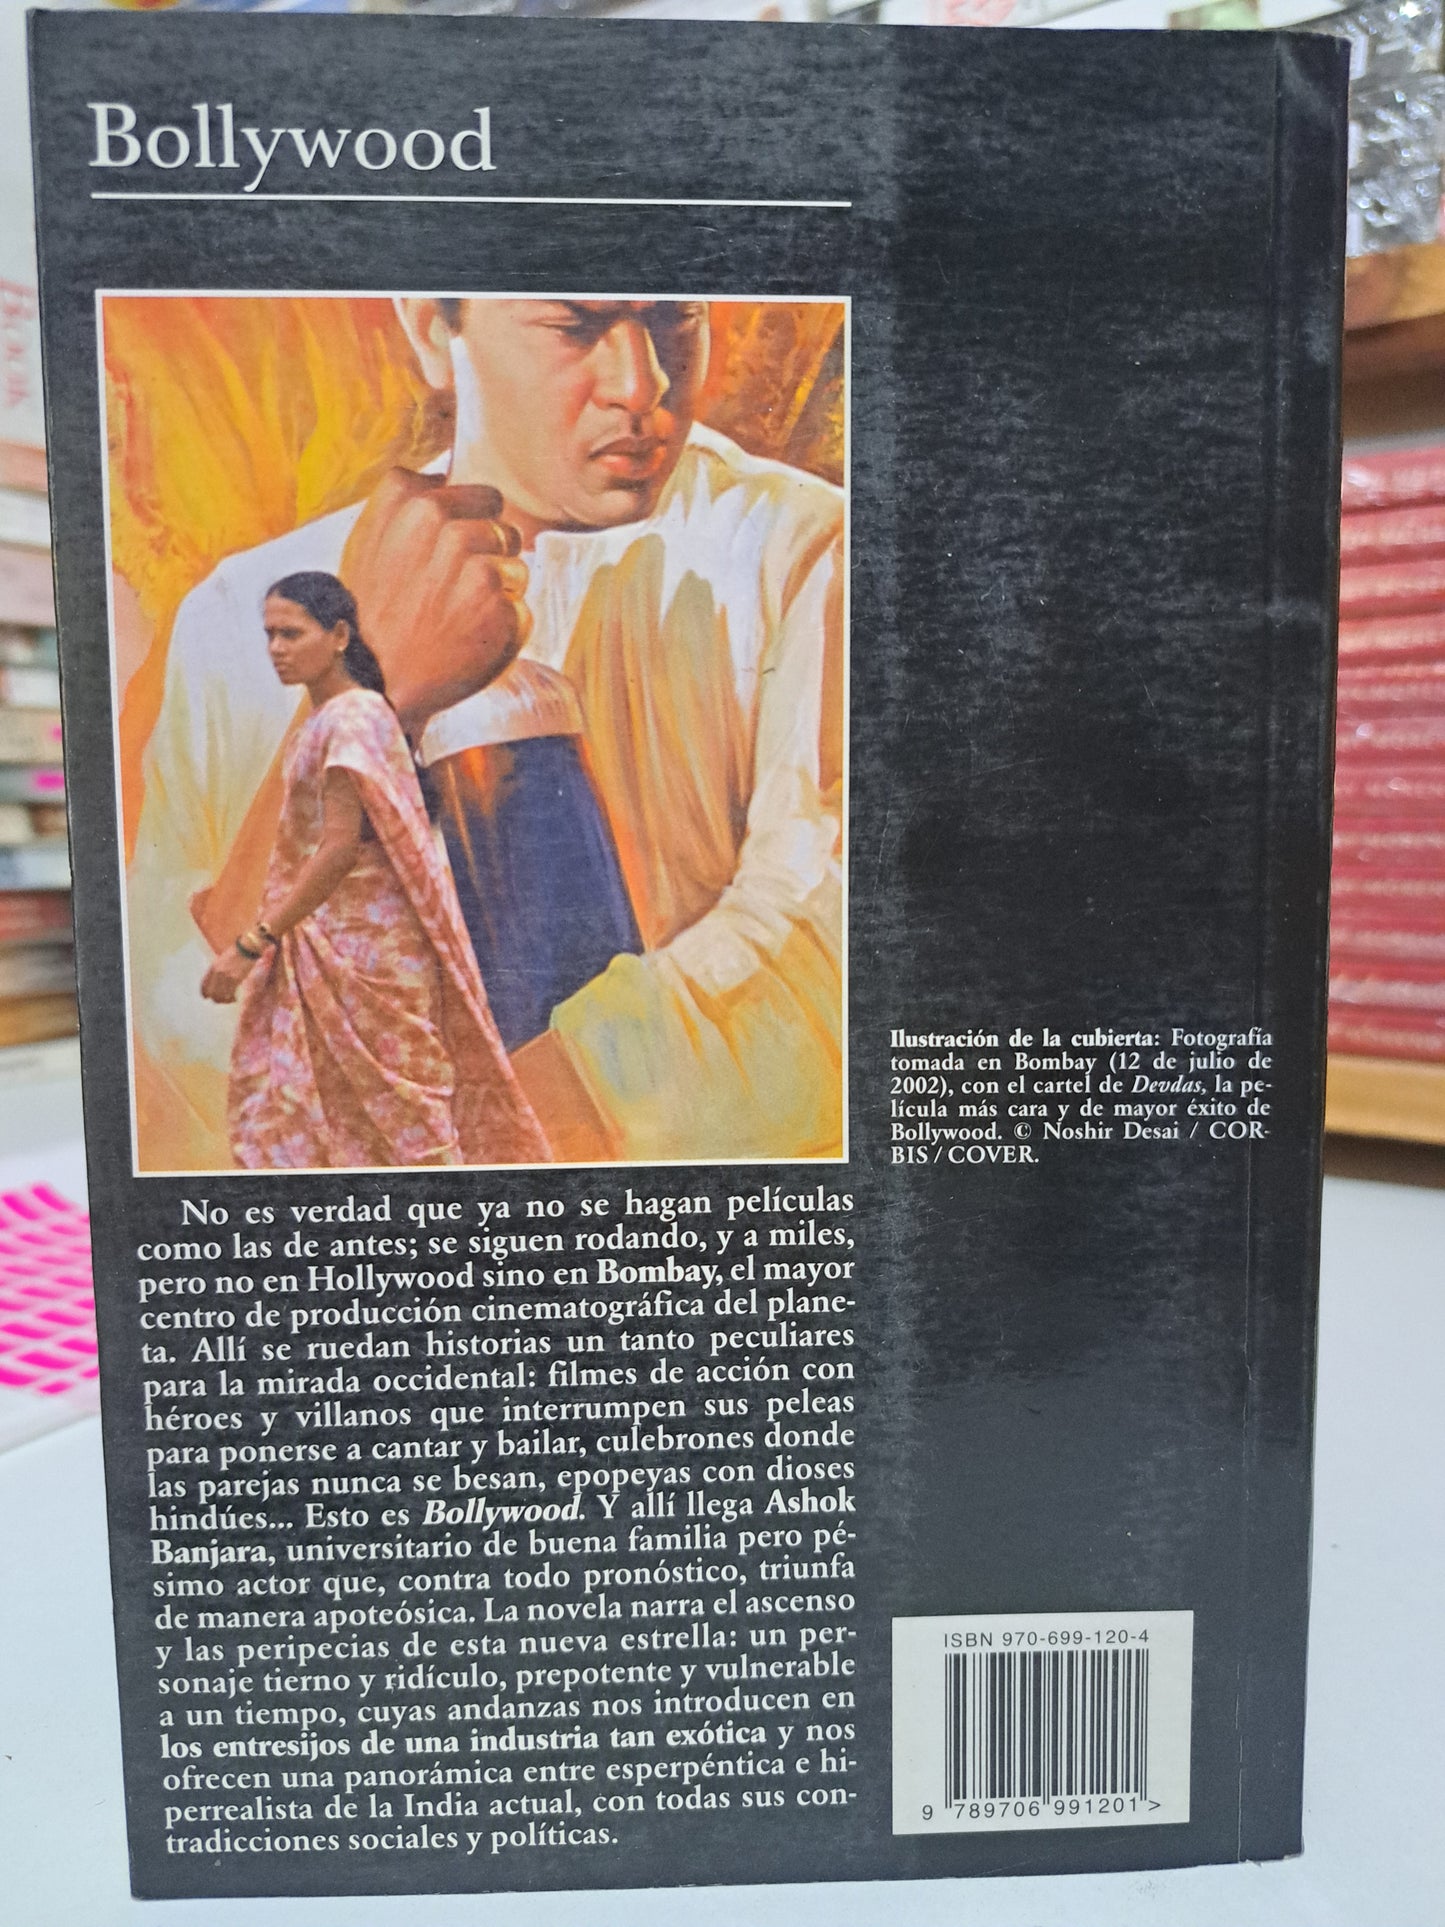 Bollywood
Ilustración de la cubierta: Fotografía
tomada en Bombay (12 de julio de
2002), con el cartel de Devdas, la pe-
lícula más cara y de mayor éxito de
Bollywood. © Noshir Desai / COR-
BIS / COVER.
No es verdad que ya no se hagan películas
como las de antes; se siguen rodando, y a miles,
pero no en Hollywood sino en Bombay, el mayor
centro de producción cinematográfica del plane-
ta. Allí se ruedan historias un tanto peculiares
para la mirada occidental: filmes de acción con
héroes y villanos que interrumpen sus peleas
para ponerse a cantar y bailar, culebrones donde
las parejas nunca se besan, epopeyas con dioses
hindúes... Esto es Bollywood. Y allí llega Ashok
Banjara, universitario de buena familia pero pé-
simo actor que, contra todo pronóstico, triunfa
de manera apoteósica. La novela narra el ascenso
y las peripecias de esta nueva estrella: un per-
sonaje tierno y ridículo, prepotente y vulnerable
a un tiempo, cuyas andanzas nos introducen en
los entresijos de una industria tan exótica y nos
ofrecen una panorámica entre esperpéntica e hi-
perrealista de la India actual, con todas sus con-
tradicciones sociales y políticas.
ISBN 970-699-120-4
9 789706 991201 >